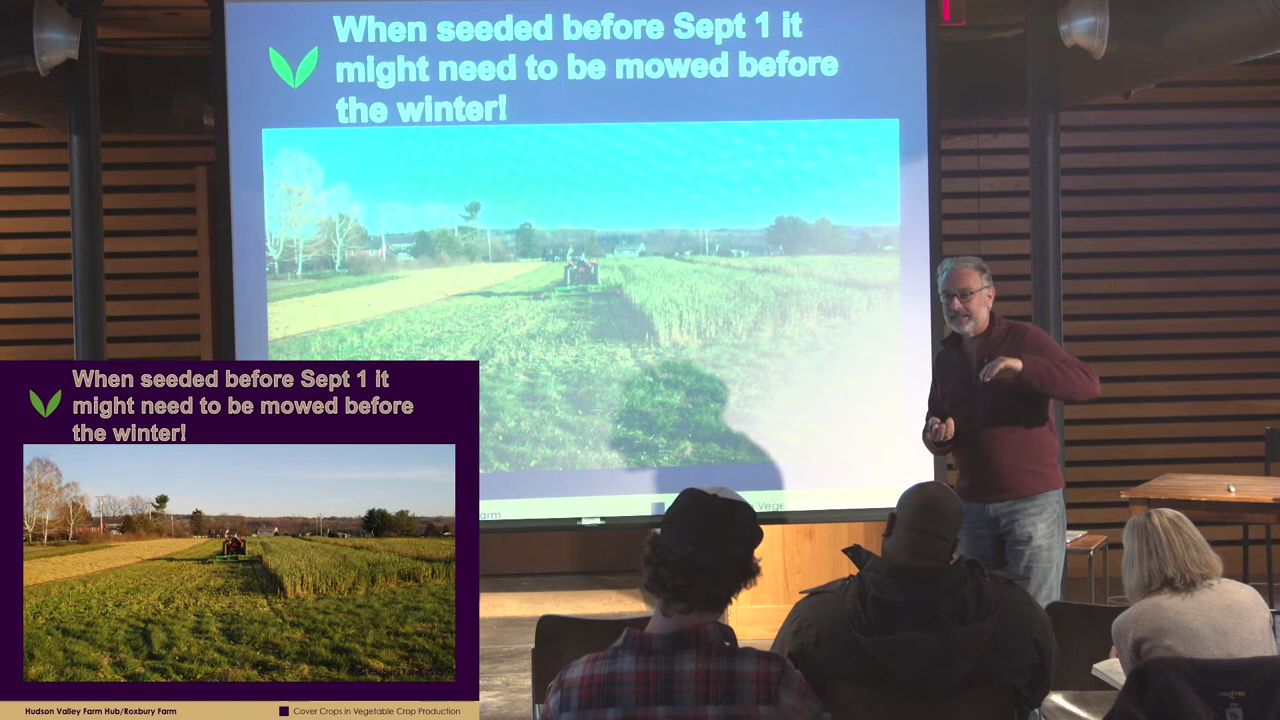 When seeded before Sept 1 it
might need to be mowed before
the winter!
arm
Vege
When seeded before Sept 1 it
might need to be mowed before
the winter!
Hudson Valley Farm Hub/Roxbury Farm
Cover Crops in Vegetable Crop Production